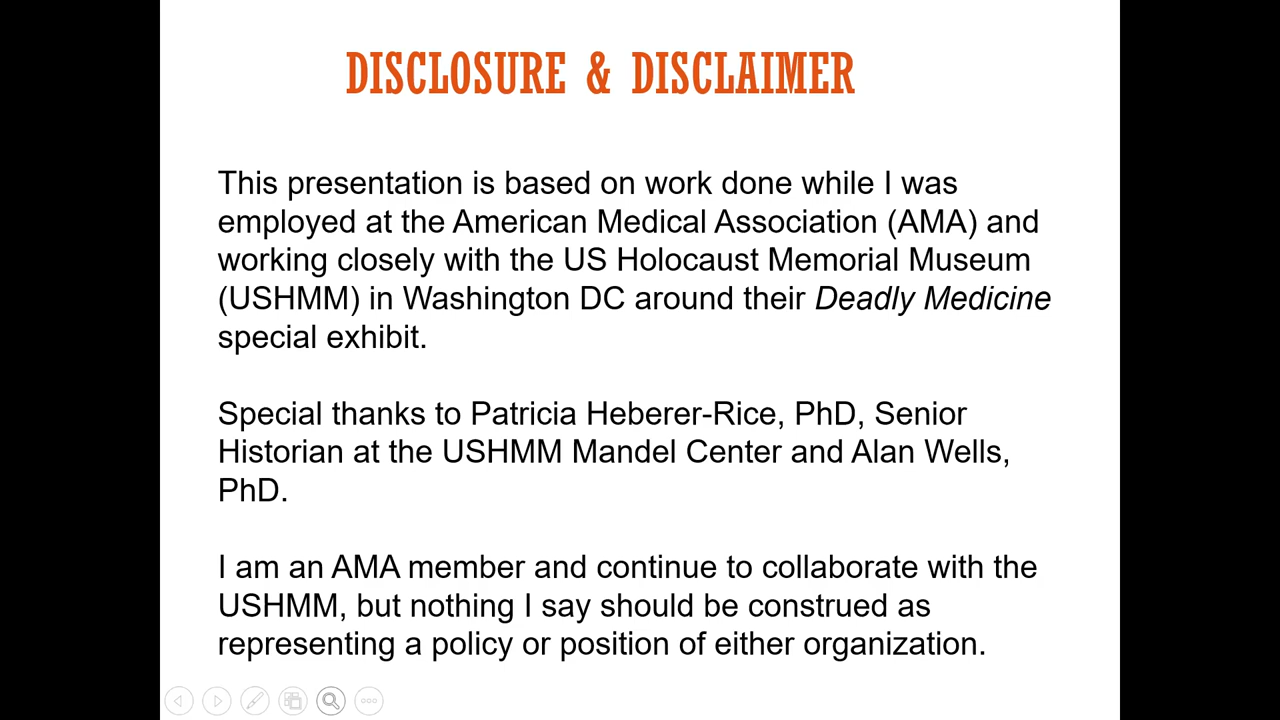 DISCLOSURE & DISCLAIMER
This presentation is based on work done while I was
employed at the American Medical Association (AMA) and
working closely with the US Holocaust Memorial Museum
(USHMM) in Washington DC around their Deadly Medicine
special exhibit.
Special thanks to Patricia Heberer-Rice, PhD, Senior
Historian at the USHMM Mandel Center and Alan Wells,
PhD.
I am an AMA member and continue to collaborate with the
USHMM, but nothing I say should be construed as
representing a policy or position of either organization.